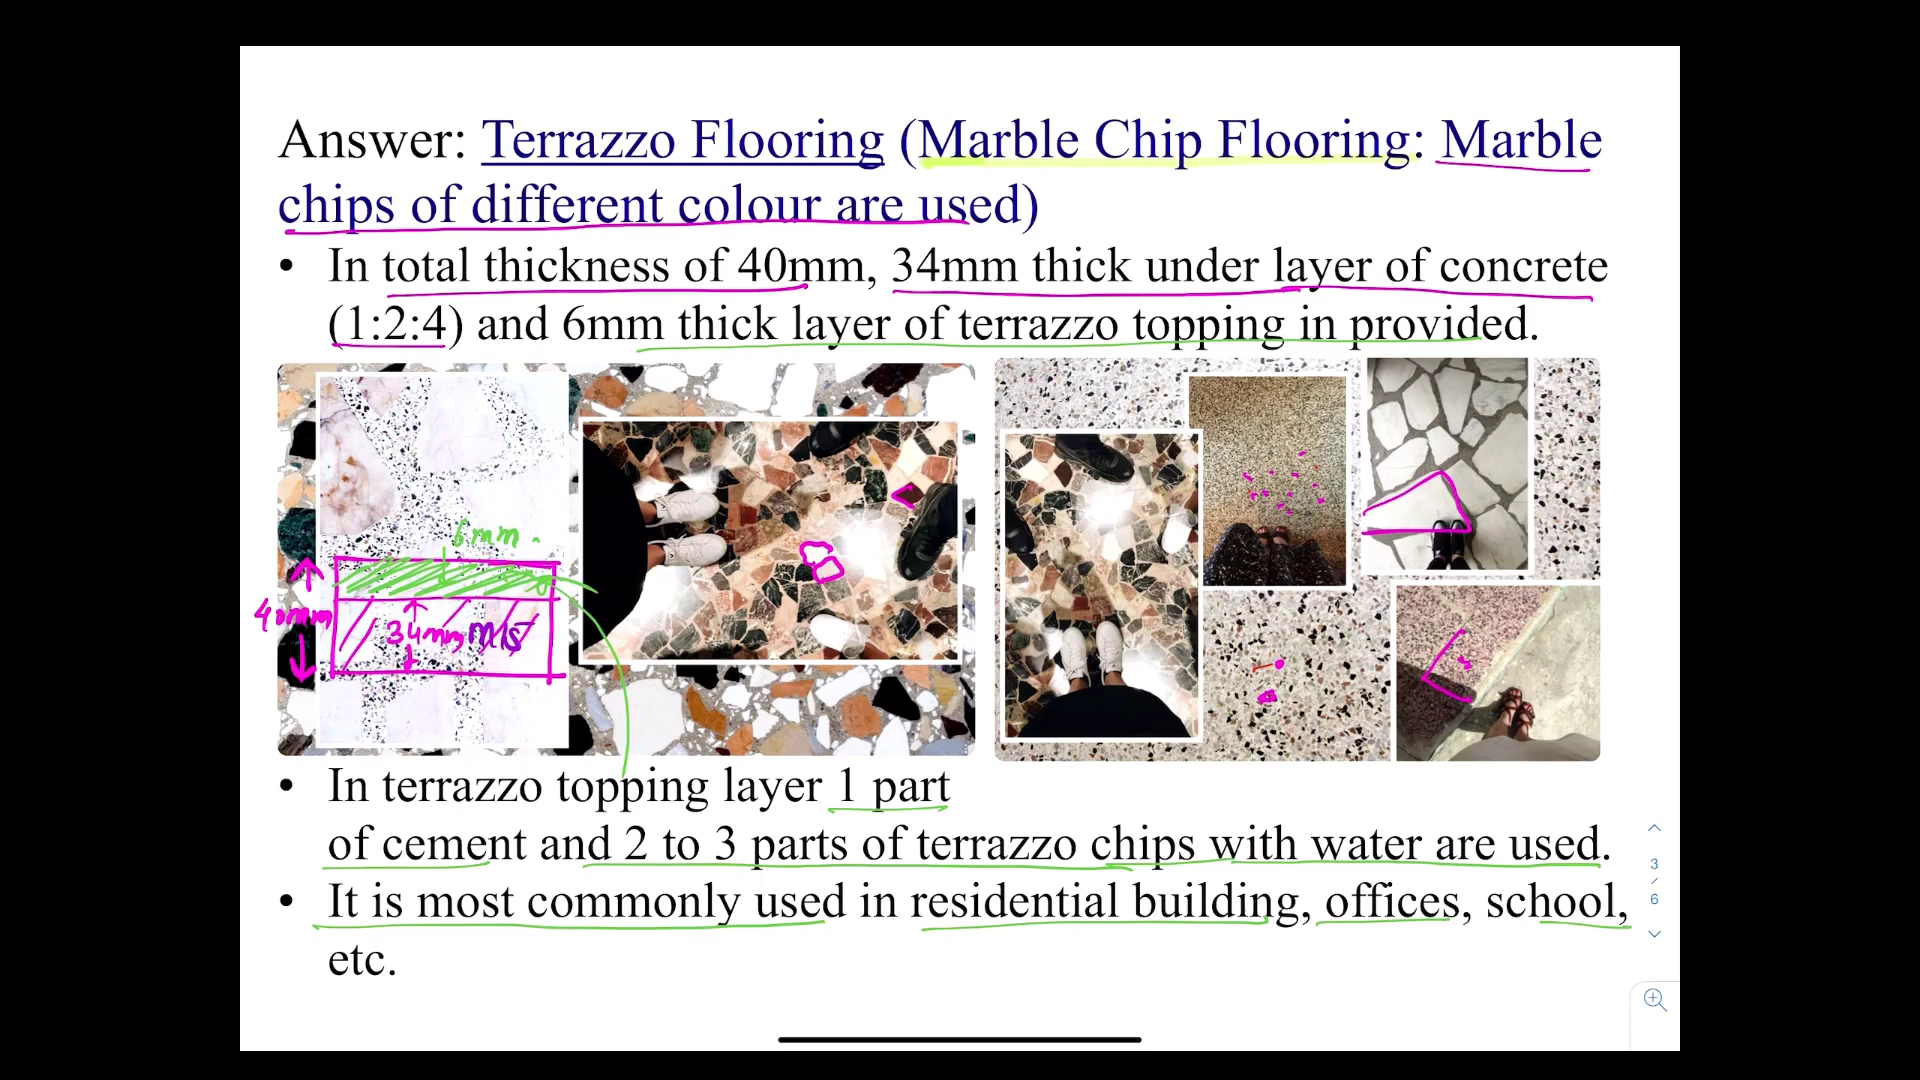 Answer: Terrazzo Flooring (Marble Chip Flooring: Marble
chips of different colour are used)
• In total thickness of 40mm, 34mm thick under layer of concrete
(1:2:4) and 6mm thick layer of terrazzo topping in provided.
6mm
40mm
34mm
• In terrazzo topping layer 1 part
of cement and 2 to 3 parts of terrazzo chips with water are used.
• It is most commonly used in residential building, offices, school,
etc.
3
/
6